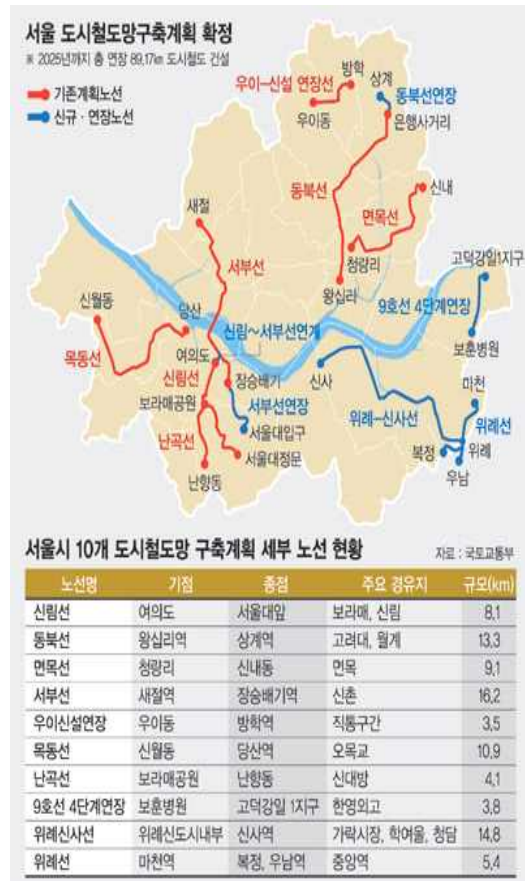 서울 도시철도망구축계획 확정
※ 2025년까지 총 연장 89.17㎞ 도시철도 건설
기존계획노선
신규·연장노선
우이-신설 연장선
방학
상계
동북선연장
우이동
은행사거리
동북선
신내
면목선
새절
청량리
고덕강일1지구
서부선
왕십리
9호선 4단계연장
신월동
당산
신림~서부선연계
보훈병원
목동선
여의도
신림선
장승배기
신사
마천
보라매공원
서부선연장
위례-신사선
위례선
난곡선
서울대입구
복정
위례
서울대정문
우남
난향동
서울시 10개 도시철도망 구축계획 세부 노선 현황
자료 : 국토교통부
노선명 기점 종점 주요 경유지 규모(km)
신림선 여의도 서울대앞 보라매, 신림 8.1
동북선 왕십리역 상계역 고려대, 월계 13.3
면목선 청량리 신내동 면목 9.1
서부선 새절역 장승배기역 신촌 16.2
우이신설연장 우이동 방학역 직통구간 3.5
목동선 신월동 당산역 오목교 10.9
난곡선 보라매공원 난향동 신대방 4.1
9호선 4단계연장 보훈병원 고덕강일 1지구 한영외고 3.8
위례신사선 위례신도시내부 신사역 가락시장, 학여울, 청담 14.8
위례선 마천역 복정, 우남역 중앙역 5.4